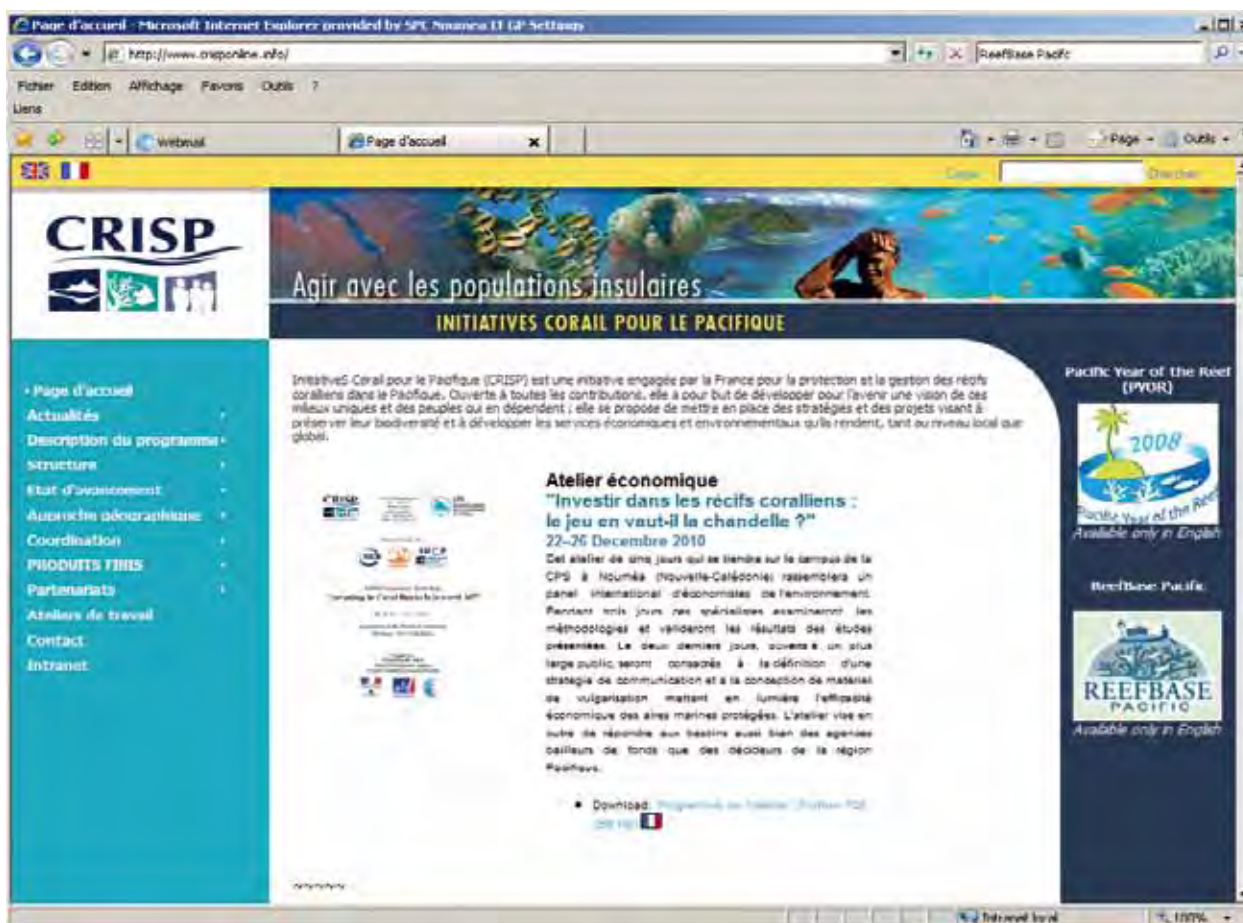 Page d'accueil - Microsoft Internet Explorer provided by SPC Noumea IT GP Settings
http://www.crisponline.info/
ReefBase Pacific
Fichier Edition Affichage Favoris Outils ?
Liens
Webmail
Page d'accueil
Page
Outils
Chercher
CRISP
Agir avec les populations insulaires
INITIATIVES CORAIL POUR LE PACIFIQUE
Page d'accueil
Actualités
Description du programme
Structure
Etat d'avancement
Approche géographique
Coordination
PRODUITS FINIS
Partenariats
Ateliers de travail
Contact
Intranet
InitiativeS Corail pour le Pacifique (CRISP) est une initiative engagée par la France pour la protection et la gestion des récifs
coralliens dans le Pacifique. Ouverte à toutes les contributions, elle a pour but de développer pour l'avenir une vision de ces
milieux uniques et des peuples qui en dépendent ; elle se propose de mettre en place des stratégies et des projets visant à
préserver leur biodiversité et à développer les services économiques et environnementaux qu'ils rendent, tant au niveau local que
global.
CRISP
Atelier économique
"Investir dans les récifs coralliens :
le jeu en vaut-il la chandelle ?"
22-26 Decembre 2010
Cet atelier de cinq jours qui se tiendra sur le campus de la
CPS à Nouméa (Nouvelle-Calédonie) rassemblera un
panel international d'économistes de l'environnement.
Pendant trois jours ces spécialistes examineront les
méthodologies et valideront les résultats des études
présentées. Le deux derniers jours, ouverts à un plus
large public, seront consacrés à la définition d'une
stratégie de communication et à la conception de matériel
de vulgarisation mettant en lumière l'efficacité
économique des aires marines protégées. L'atelier vise en
outre de répondre aux besoins aussi bien des agences
bailleurs de fonds que des décideurs de la région
Pacifique.
Download:
Pacific Year of the Reef
(PYOR)
2008
Pacific Year of the Reef
Available only in English
ReefBase Pacific
REEFBASE
PACIFIC
Available only in English
~~~~~~
Intranet local
100%